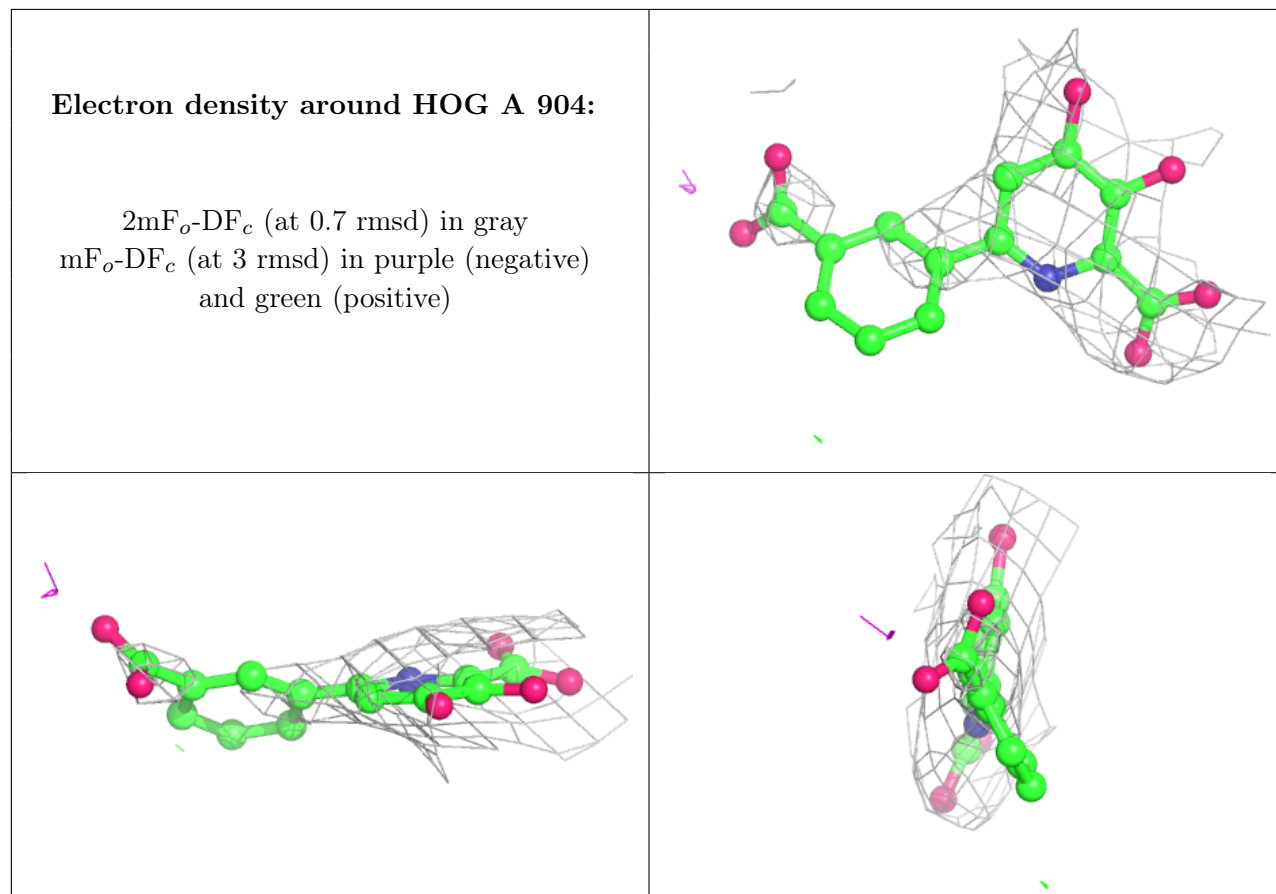 Electron density around HOG A 904:
2mFo-DFc (at 0.7 rmsd) in gray
mFo-DFc (at 3 rmsd) in purple (negative)
and green (positive)